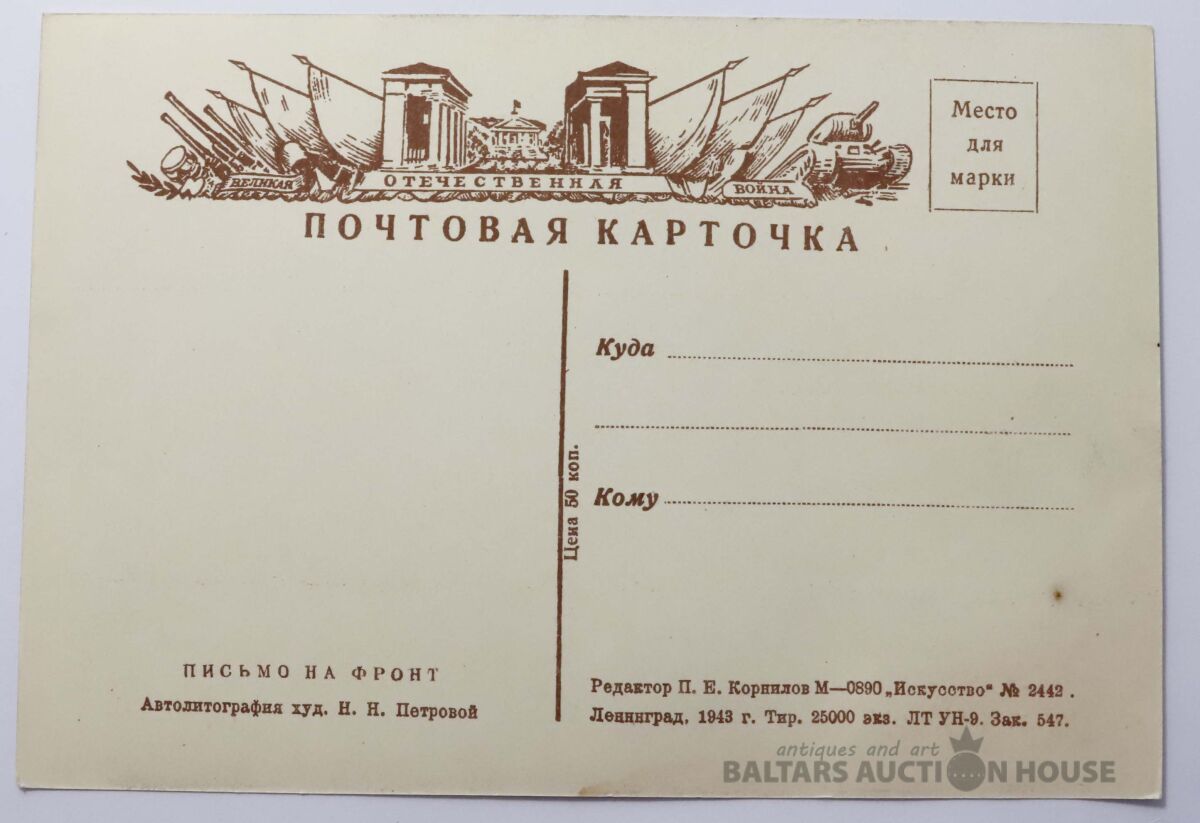 ВЕЛИКАЯ ОТЕЧЕСТВЕННАЯ ВОЙНА
ПОЧТОВАЯ КАРТОЧКА
Место
для
марки
Куда
Кому
Цена 50 коп.
ПИСЬМО НА ФРОНТ
Автолитография худ. Н. Н. Петровой
Редактор П. Е. Корнилов М—0890 „Искусство“ № 2442.
Ленинград, 1943 г. Тир. 25000 экз. ЛТ УН-9. Зак. 547.
antiques and art
BALTARS AUCTION HOUSE